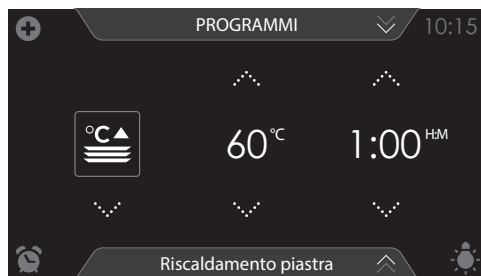 PROGRAMMI
10:15
°C
60°C
1:00 H:M
Riscaldamento piastra